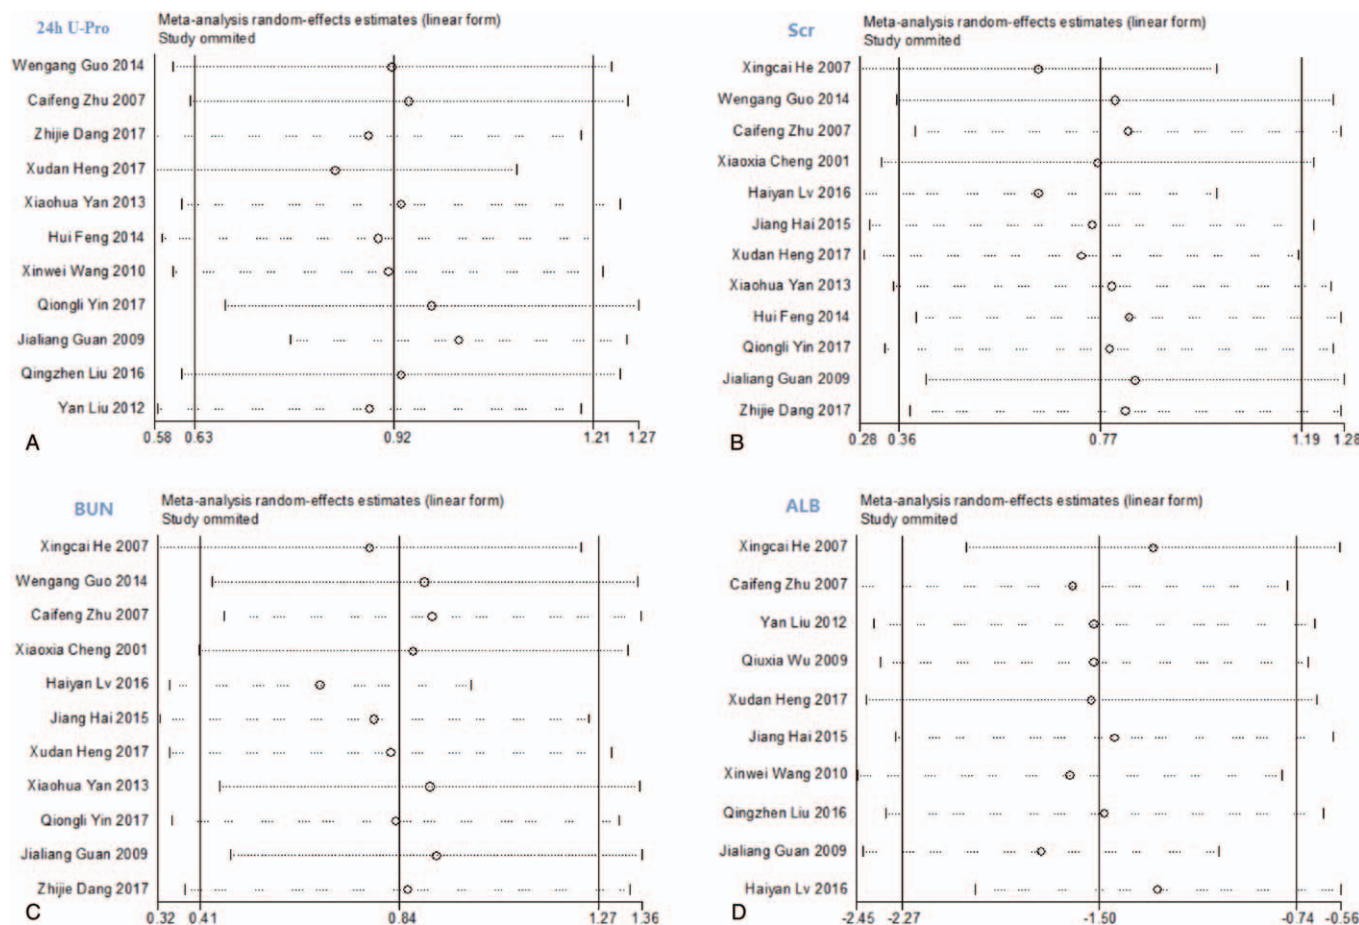 24h U-Pro
Meta-analysis random-effects estimates (linear form)
Study ommited
Wengang Guo 2014
Caifeng Zhu 2007
Zhijie Dang 2017
Xudan Heng 2017
Xiaohua Yan 2013
Hui Feng 2014
Xinwei Wang 2010
Qiongli Yin 2017
Jialiang Guan 2009
Qingzhen Liu 2016
Yan Liu 2012
0.58 0.63 0.92 1.21 1.27
A
Scr
Meta-analysis random-effects estimates (linear form)
Study ommited
Xingcai He 2007
Wengang Guo 2014
Caifeng Zhu 2007
Xiaoxia Cheng 2001
Haiyan Lv 2016
Jiang Hai 2015
Xudan Heng 2017
Xiaohua Yan 2013
Hui Feng 2014
Qiongli Yin 2017
Jialiang Guan 2009
Zhijie Dang 2017
0.28 0.36 0.77 1.19 1.28
B
BUN
Meta-analysis random-effects estimates (linear form)
Study ommited
Xingcai He 2007
Wengang Guo 2014
Caifeng Zhu 2007
Xiaoxia Cheng 2001
Haiyan Lv 2016
Jiang Hai 2015
Xudan Heng 2017
Xiaohua Yan 2013
Qiongli Yin 2017
Jialiang Guan 2009
Zhijie Dang 2017
0.32 0.41 0.84 1.27 1.36
C
ALB
Meta-analysis random-effects estimates (linear form)
Study ommited
Xingcai He 2007
Caifeng Zhu 2007
Yan Liu 2012
Qiuxia Wu 2009
Xudan Heng 2017
Jiang Hai 2015
Xinwei Wang 2010
Qingzhen Liu 2016
Jialiang Guan 2009
Haiyan Lv 2016
-2.45 -2.27 -1.50 -0.74 -0.56
D